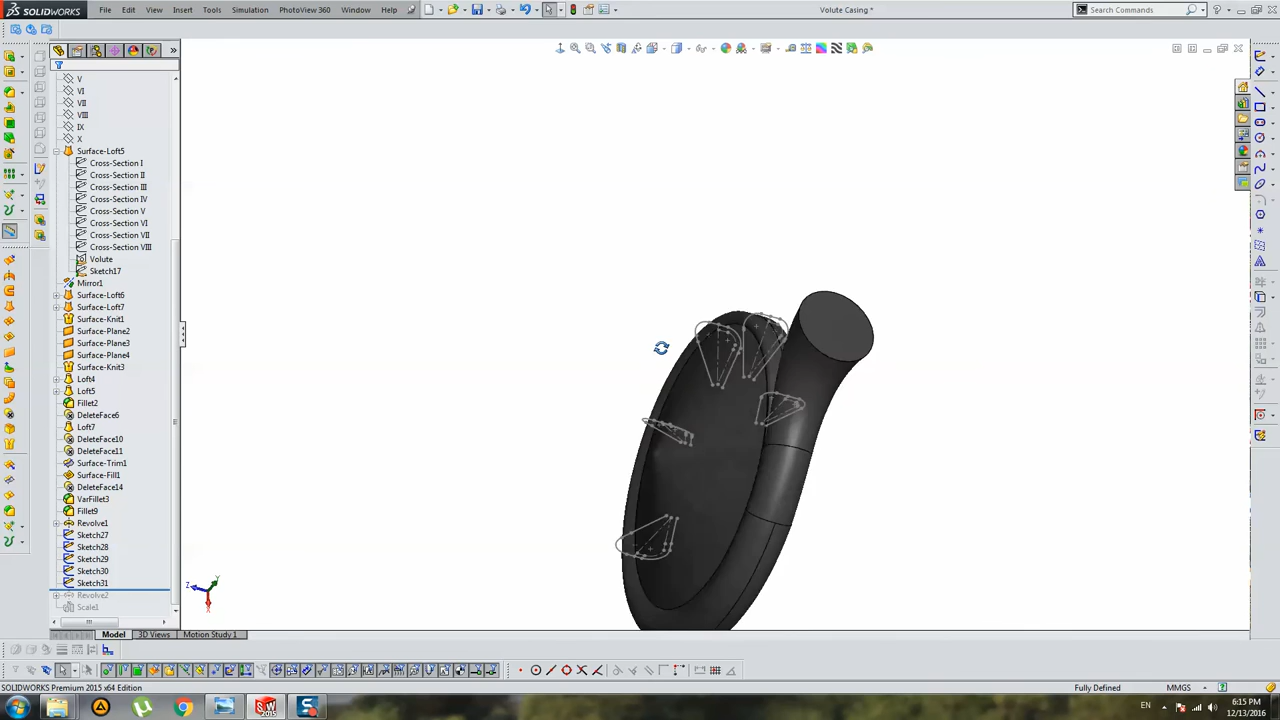 SOLIDWORKS File Edit View Insert Tools Simulation PhotoView 360 Window Help Volute Casing * Search Commands
V
VI
VII
VIII
IX
X
Surface-Loft5
Cross-Section I
Cross-Section II
Cross-Section III
Cross-Section IV
Cross-Section V
Cross-Section VI
Cross-Section VII
Cross-Section VIII
Volute
Sketch17
Mirror1
Surface-Loft6
Surface-Loft7
Surface-Knit1
Surface-Plane2
Surface-Plane3
Surface-Plane4
Surface-Knit3
Loft4
Loft5
Fillet2
DeleteFace6
Loft7
DeleteFace10
DeleteFace11
Surface-Trim1
Surface-Fill1
DeleteFace14
VarFillet3
Fillet9
Revolve1
Sketch27
Sketch28
Sketch29
Sketch30
Sketch31
Revolve2
Scale1
Z Y X
Model 3D Views Motion Study 1
SOLIDWORKS Premium 2015 x64 Edition Fully Defined MMGS
EN 6:15 PM
12/13/2016